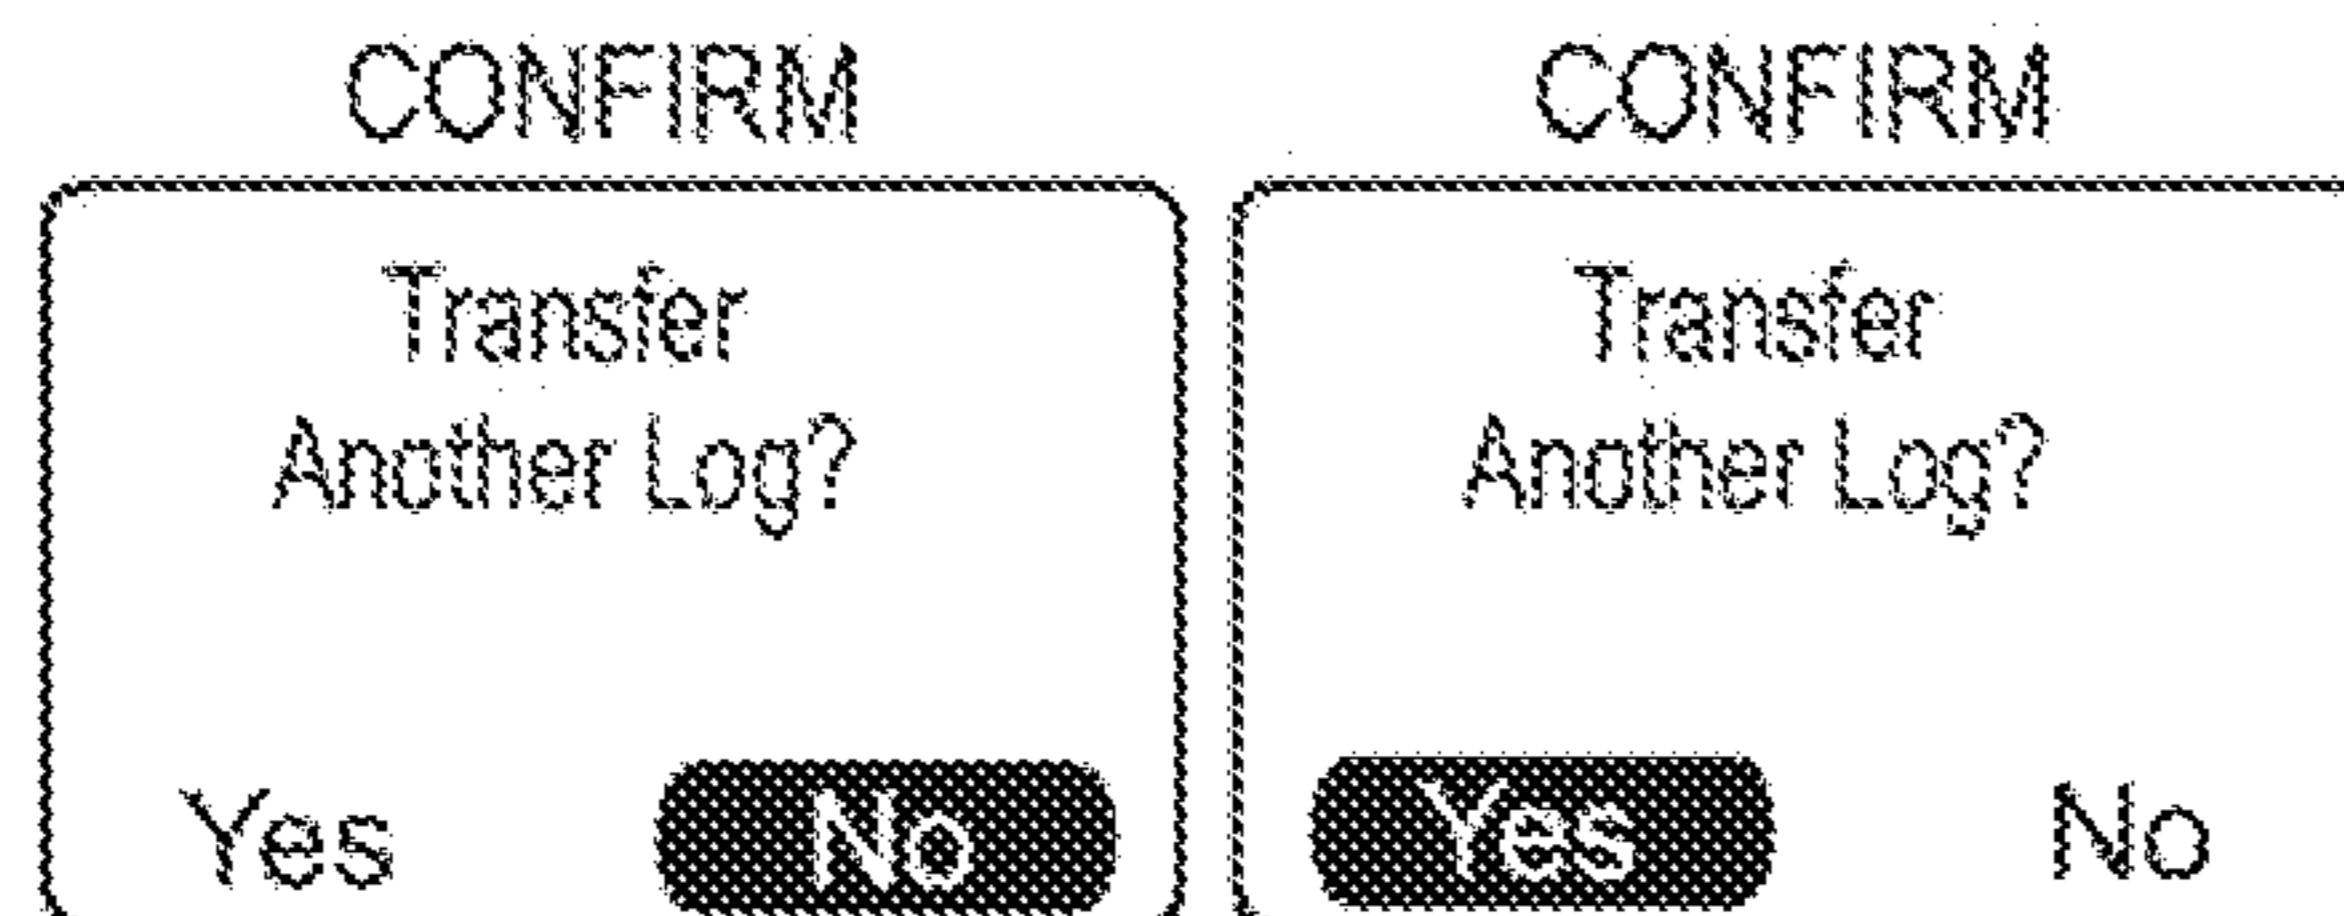 CONFIRM
Transfer
Another Log?
Yes No
CONFIRM
Transfer
Another Log?
Yes No